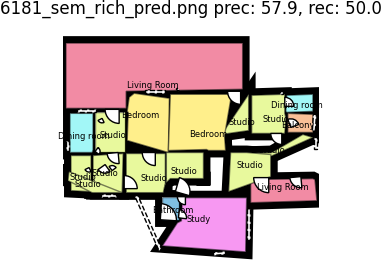 6181_sem_rich_pred.png prec: 57.9, rec: 50.0
Living Room
Dining room
Bedroom
Studio
Studio
Balcony
Dining room
Studio
Bedroom
Studio
Studio
Studio
Studio
Studio
Studio
Living Room
Bathroom
Study